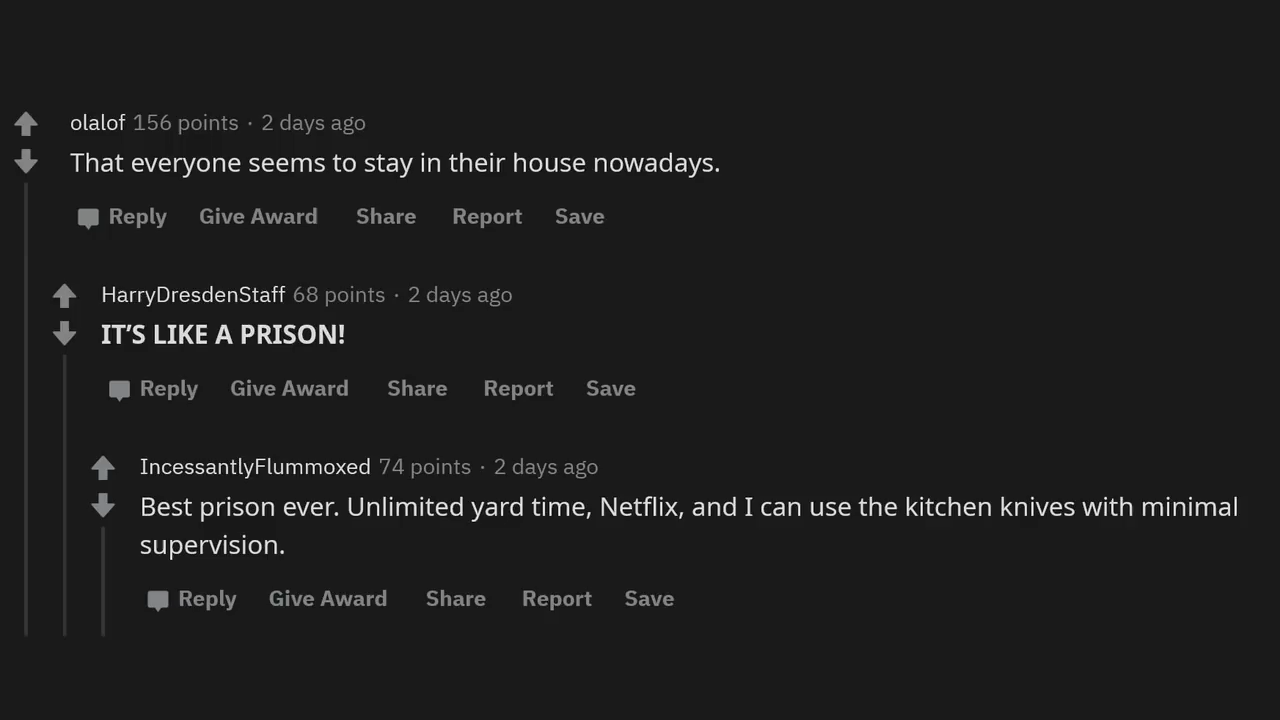 olalof 156 points · 2 days ago
That everyone seems to stay in their house nowadays.
Reply Give Award Share Report Save
HarryDresdenStaff 68 points · 2 days ago
IT’S LIKE A PRISON!
Reply Give Award Share Report Save
IncessantlyFlummoxed 74 points · 2 days ago
Best prison ever. Unlimited yard time, Netflix, and I can use the kitchen knives with minimal
supervision.
Reply Give Award Share Report Save